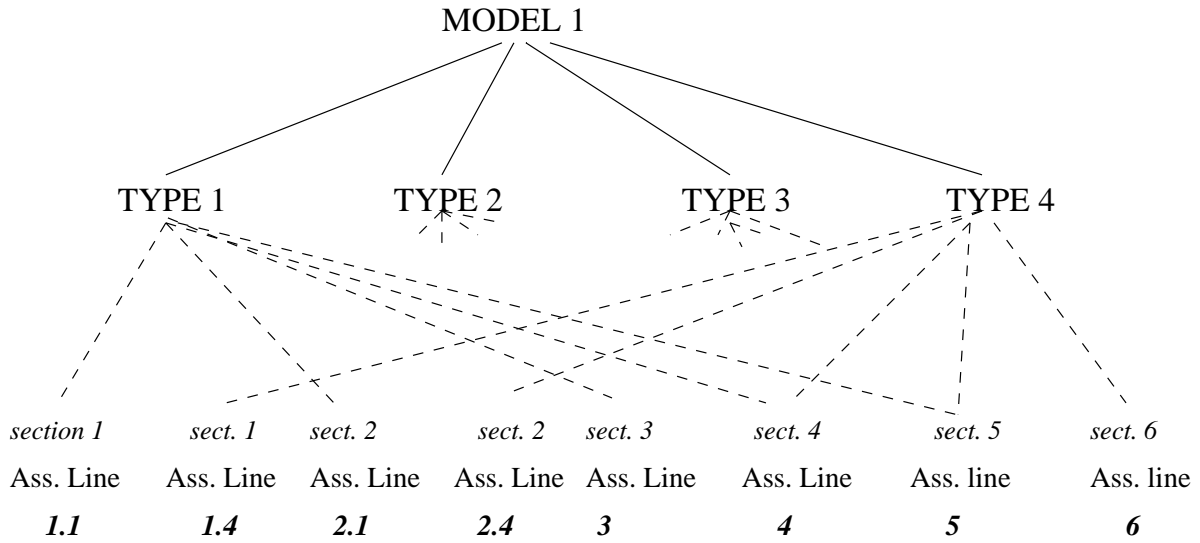 MODEL 1
TYPE 1 TYPE 2 TYPE 3 TYPE 4
section 1 sect. 1 sect. 2 sect. 2 sect. 3 sect. 4 sect. 5 sect. 6
Ass. Line Ass. Line Ass. Line Ass. Line Ass. Line Ass. Line Ass. line Ass. line
1.1 1.4 2.1 2.4 3 4 5 6